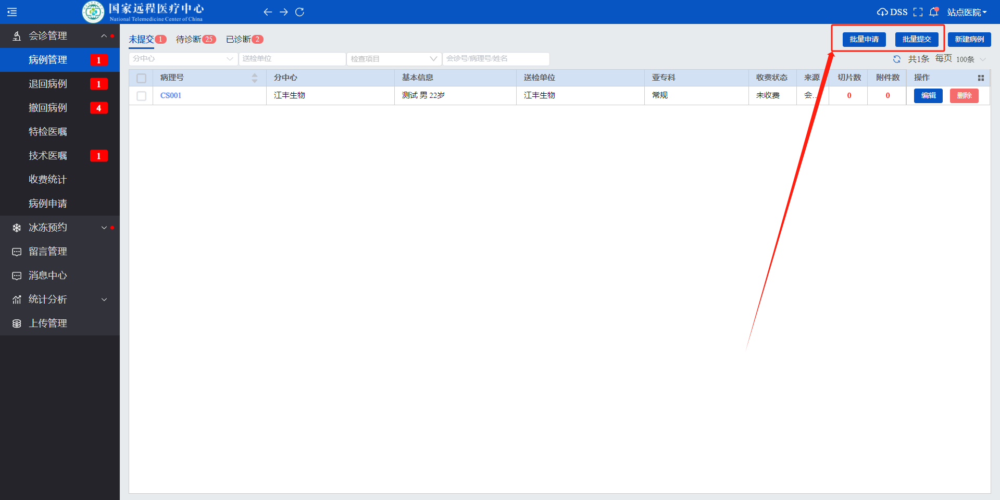 国家远程医疗中心
National Telemedicine Center of China
DSS 站点医院
会诊管理
病例管理 1
退回病例 1
撤回病例 4
特检医嘱
技术医嘱 1
收费统计
病例申请
冰冻预约
留言管理
消息中心
统计分析
上传管理
未提交 1 待诊断 25 已诊断 2 批量申请 批量提交 新建病例
分中心 送检单位 检查项目 会诊号/病理号/姓名 共1条 每页 100条
病理号 分中心 基本信息 送检单位 亚专科 收费状态 来源 切片数 附件数 操作
CS001 江丰生物 测试 男 22岁 江丰生物 常规 未收费 会... 0 0 编辑 删除